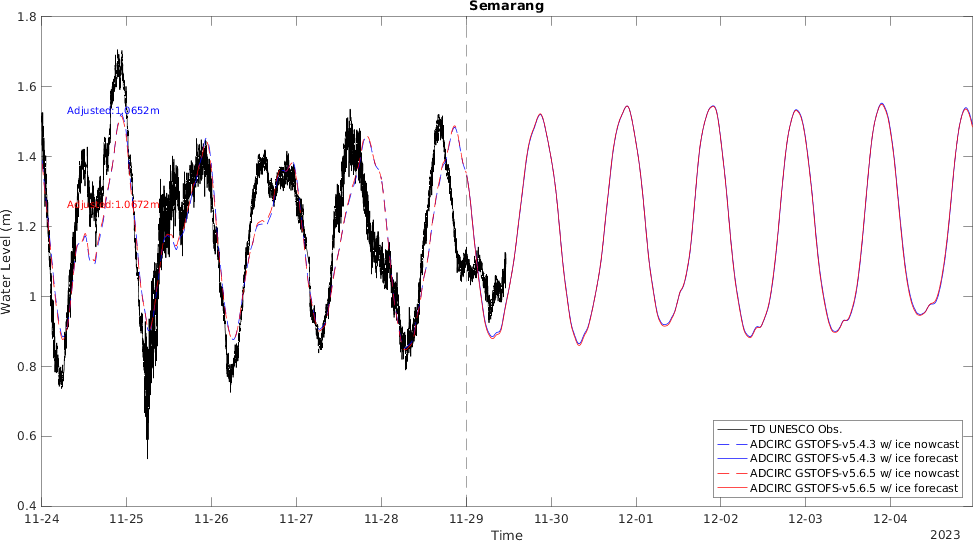 Semarang
1.8
1.6
1.4
1.2
1
0.8
0.6
0.4
Water Level (m)
Adjusted:1.0652m
Adjusted:1.0672m
TD UNESCO Obs.
ADCIRC GSTOFS-v5.4.3 w/ ice nowcast
ADCIRC GSTOFS-v5.4.3 w/ ice forecast
ADCIRC GSTOFS-v5.6.5 w/ ice nowcast
ADCIRC GSTOFS-v5.6.5 w/ ice forecast
11-24 11-25 11-26 11-27 11-28 11-29 11-30 12-01 12-02 12-03 12-04
Time
2023